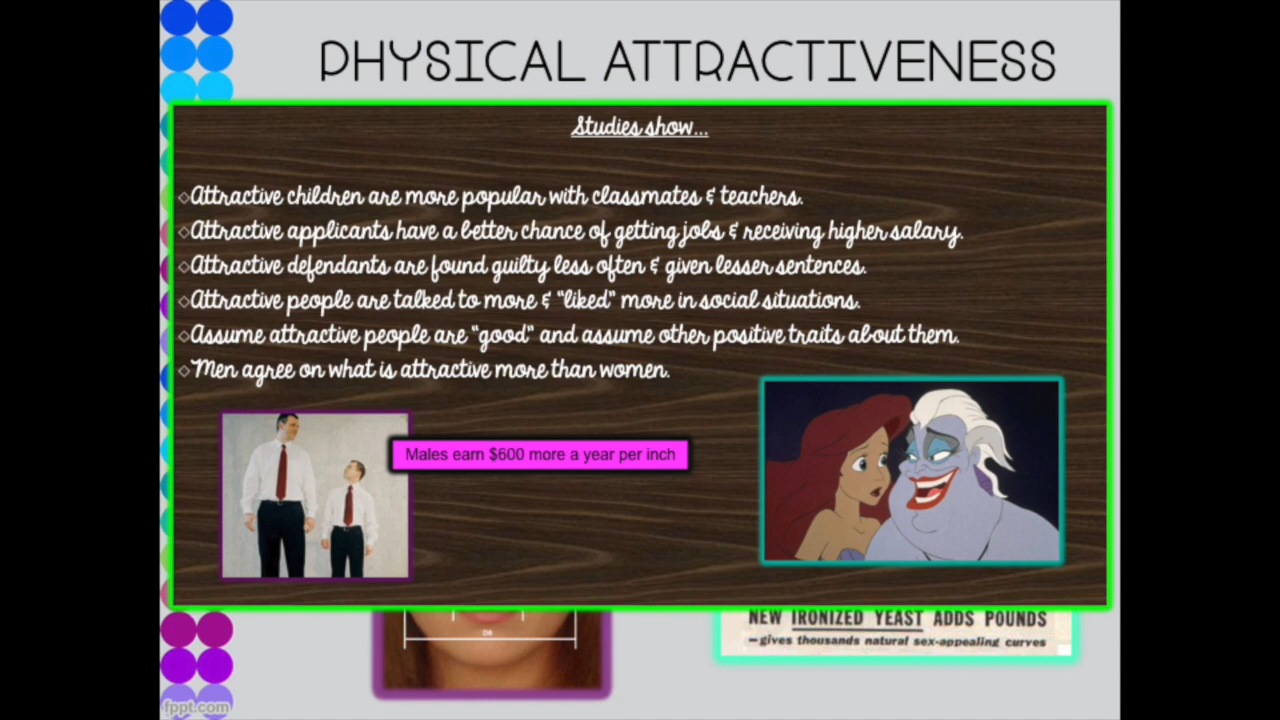 PHYSICAL ATTRACTIVENESS
Studies show...
◇Attractive children are more popular with classmates & teachers.
◇Attractive applicants have a better chance of getting jobs & receiving higher salary.
◇Attractive defendants are found guilty less often & given lesser sentences.
◇Attractive people are talked to more & "liked" more in social situations.
◇Assume attractive people are "good" and assume other positive traits about them.
◇Men agree on what is attractive more than women.
Males earn $600 more a year per inch
NEW IRONIZED YEAST ADDS POUNDS
—gives thousands natural sex-appealing curves
fppt.com